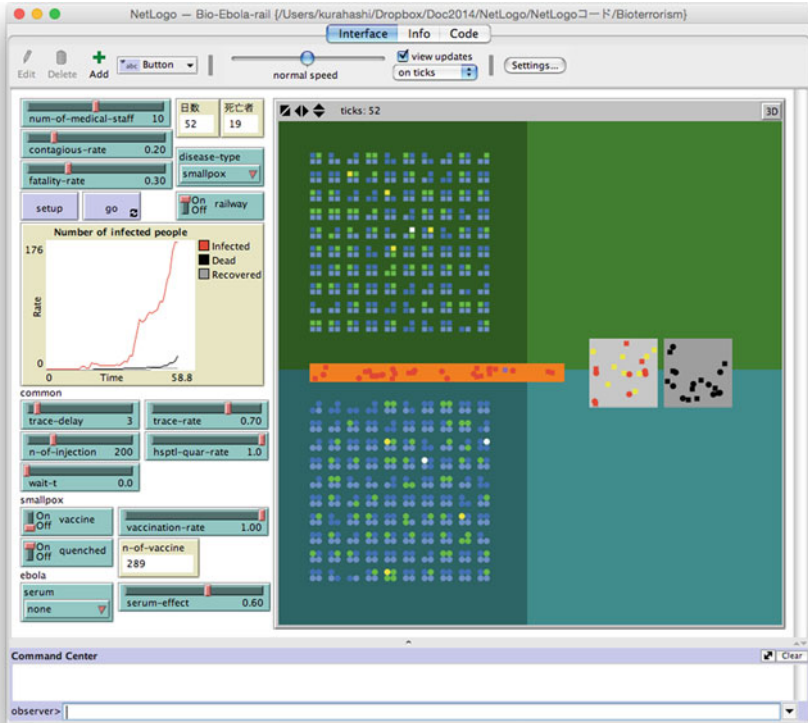 NetLogo — Bio-Ebola-rail {/Users/kurahashi/Dropbox/Doc2014/NetLogo/NetLogoコード/Bioterrorism}
Interface Info Code
Edit Delete Add abc Button normal speed view updates on ticks Settings...
num-of-medical-staff 10
日数 52
死亡者 19
contagious-rate 0.20
fatality-rate 0.30
disease-type smallpox
setup go
On Off railway
Number of infected people
176
Rate
0
0 Time 58.8
Infected
Dead
Recovered
ticks: 52 3D
common
trace-delay 3 trace-rate 0.70
n-of-injection 200 hsptl-quar-rate 1.0
wait-t 0.0
smallpox
On Off vaccine vaccination-rate 1.00
On Off quenched n-of-vaccine 289
ebola
serum none serum-effect 0.60
Command Center Clear
observer>